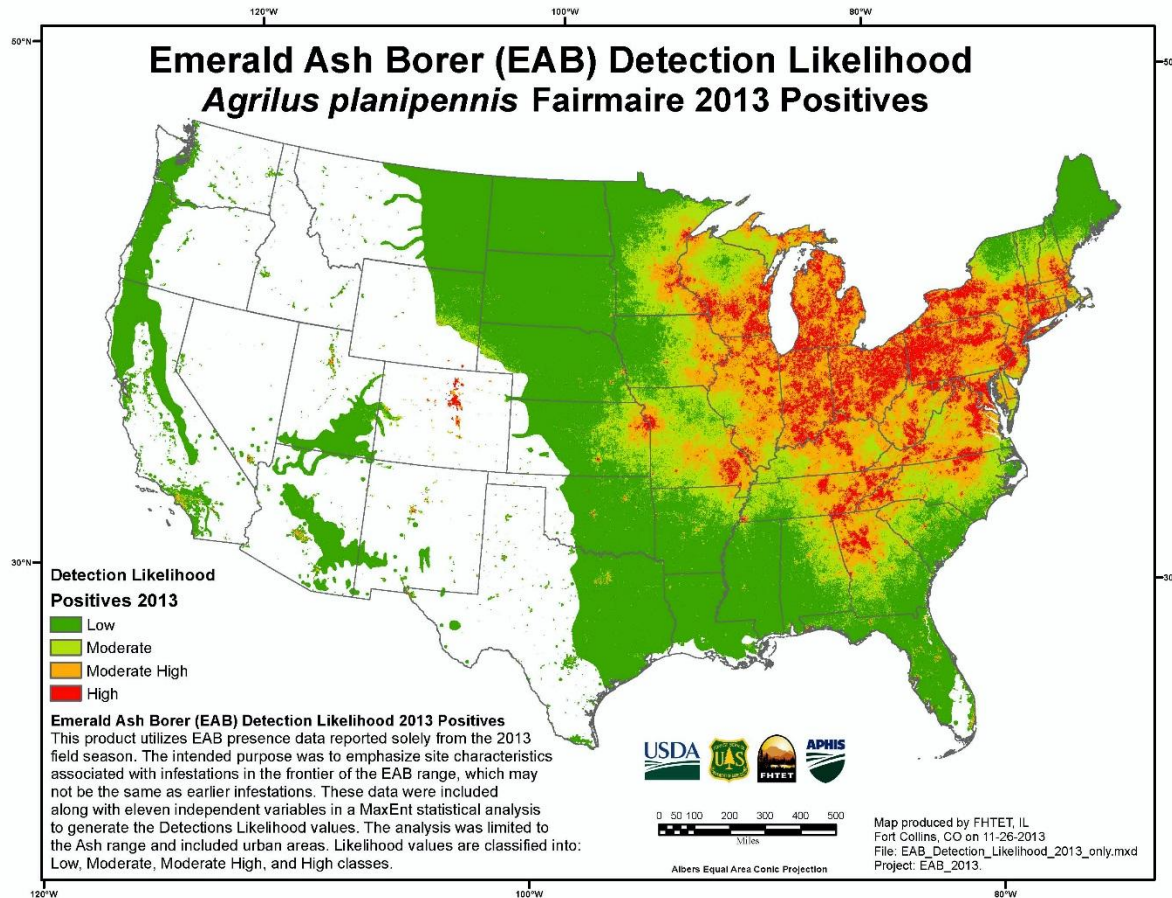 120°W 100°W 80°W
50°N 50°
Emerald Ash Borer (EAB) Detection Likelihood
Agrilus planipennis Fairmaire 2013 Positives
30°N 30°
Detection Likelihood
Positives 2013
Low
Moderate
Moderate High
High
Emerald Ash Borer (EAB) Detection Likelihood 2013 Positives
This product utilizes EAB presence data reported solely from the 2013
field season. The intended purpose was to emphasize site characteristics
associated with infestations in the frontier of the EAB range, which may
not be the same as earlier infestations. These data were included
along with eleven independent variables in a MaxEnt statistical analysis
to generate the Detections Likelihood values. The analysis was limited to
the Ash range and included urban areas. Likelihood values are classified into:
Low, Moderate, Moderate High, and High classes.
USDA
U S
FHTET
APHIS
0 50 100 200 300 400 500
Miles
Albers Equal Area Conic Projection
Map produced by FHTET, IL
Fort Collins, CO on 11-26-2013
File: EAB_Detection_Likelihood_2013_only.mxd
Project: EAB_2013.
120°W 100°W 80°W